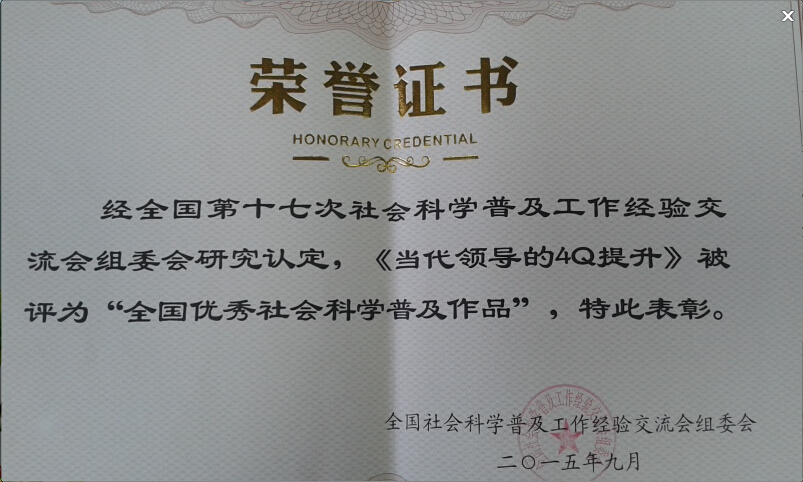 荣誉证书
HONORARY CREDENTIAL
经全国第十七次社会科学普及工作经验交
流会组委会研究认定，《当代领导的4Q提升》被
评为“全国优秀社会科学普及作品”，特此表彰。
全国社会科学普及工作经验交流会组委会
二〇一五年九月